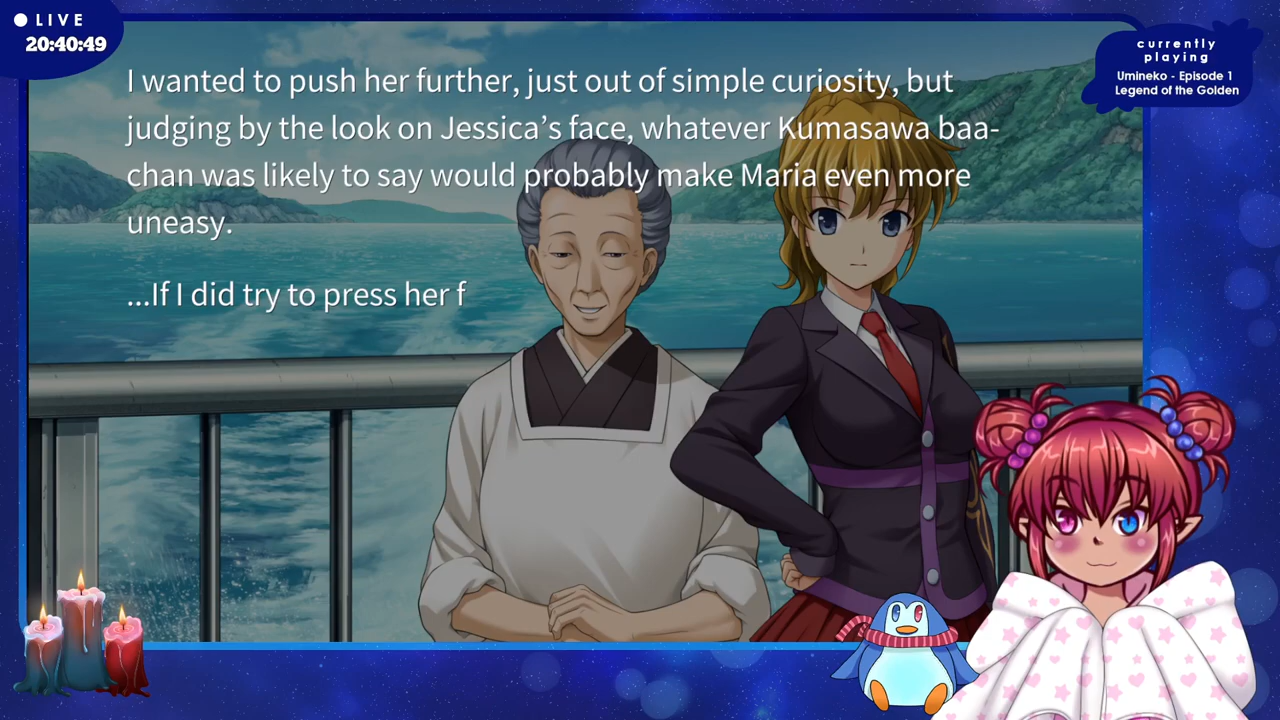 LIVE
20:40:49
currently
playing
Umineko - Episode 1
Legend of the Golden
I wanted to push her further, just out of simple curiosity, but
judging by the look on Jessica’s face, whatever Kumasawa baa-
chan was likely to say would probably make Maria even more
uneasy.
...If I did try to press her f